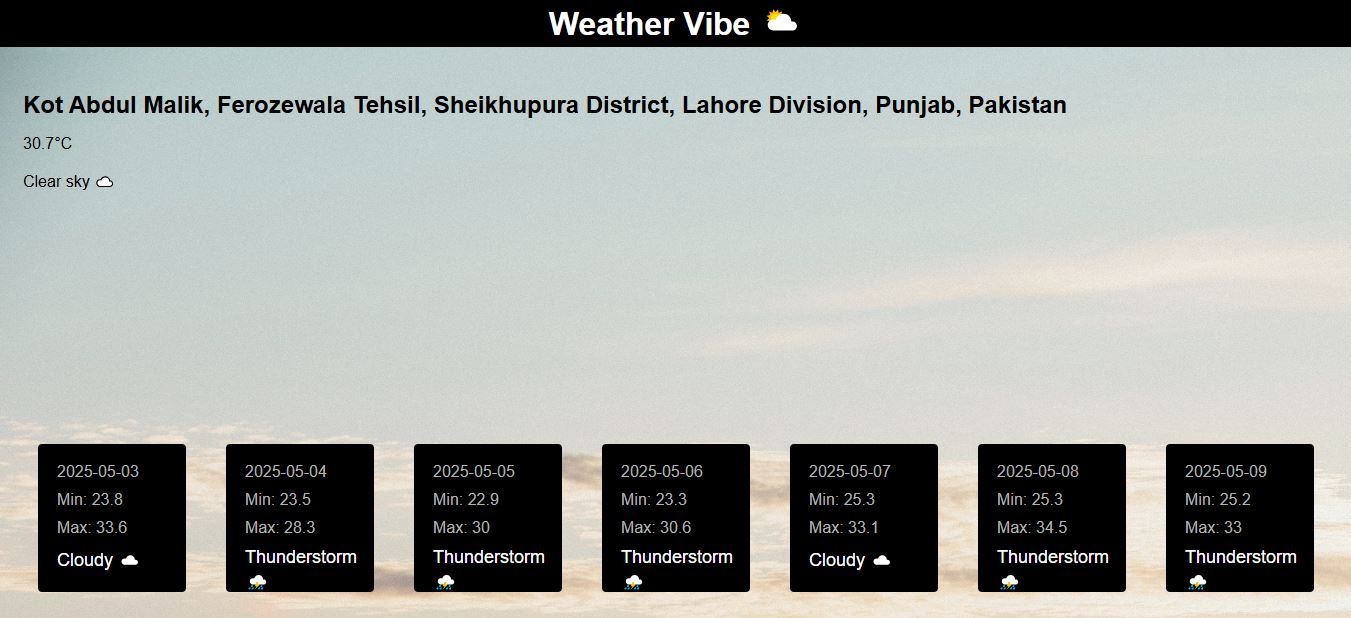 Weather Vibe
Kot Abdul Malik, Ferozewala Tehsil, Sheikhupura District, Lahore Division, Punjab, Pakistan
30.7°C
Clear sky
2025-05-03
Min: 23.8
Max: 33.6
Cloudy
2025-05-04
Min: 23.5
Max: 28.3
Thunderstorm
2025-05-05
Min: 22.9
Max: 30
Thunderstorm
2025-05-06
Min: 23.3
Max: 30.6
Thunderstorm
2025-05-07
Min: 25.3
Max: 33.1
Cloudy
2025-05-08
Min: 25.3
Max: 34.5
Thunderstorm
2025-05-09
Min: 25.2
Max: 33
Thunderstorm